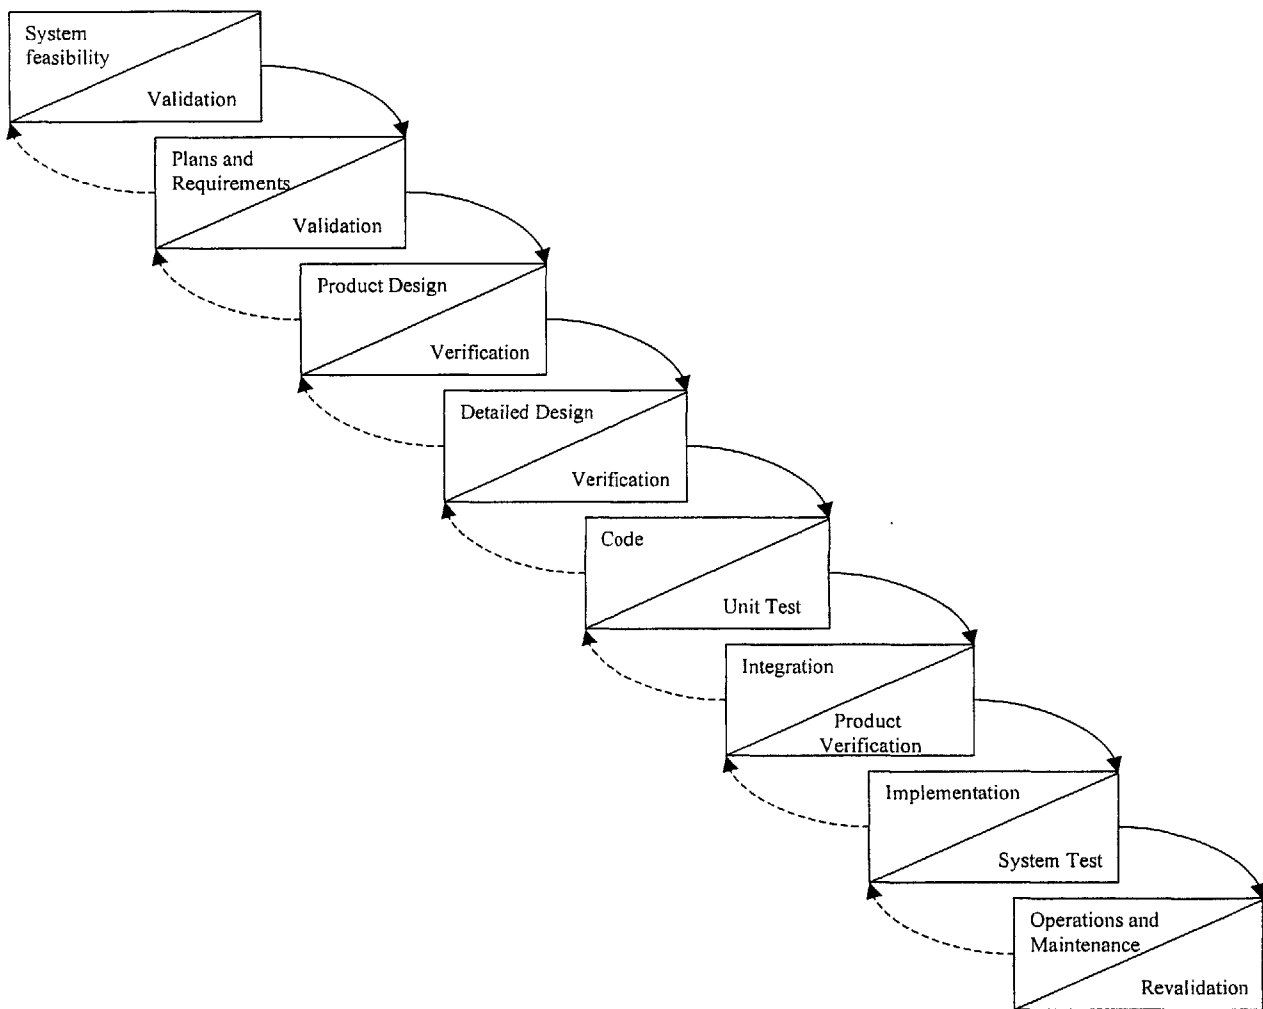 System
feasibility
Validation
Plans and
Requirements
Validation
Product Design
Verification
Detailed Design
Verification
Code
Unit Test
Integration
Product
Verification
Implementation
System Test
Operations and
Maintenance
Revalidation